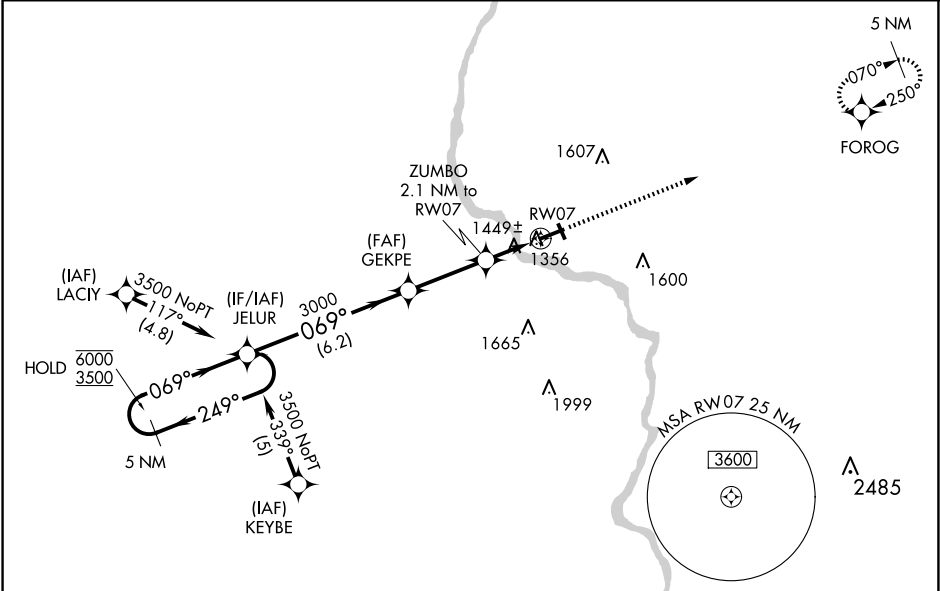 5 NM
070°
250°
FOROG
1607
ZUMBO
2.1 NM to
RW07
RW07
1449±
1356
(FAF)
GEKPE
1600
(IAF)
LACIY
3500 NoPT
117°
(4.8)
(IF/IAF)
JELUR
3000
069°
(6.2)
1665
HOLD
6000
3500
069°
249°
5 NM
3500 NoPT
339°
(5)
(IAF)
KEYBE
1999
MSA RW07 25 NM
3600
2485